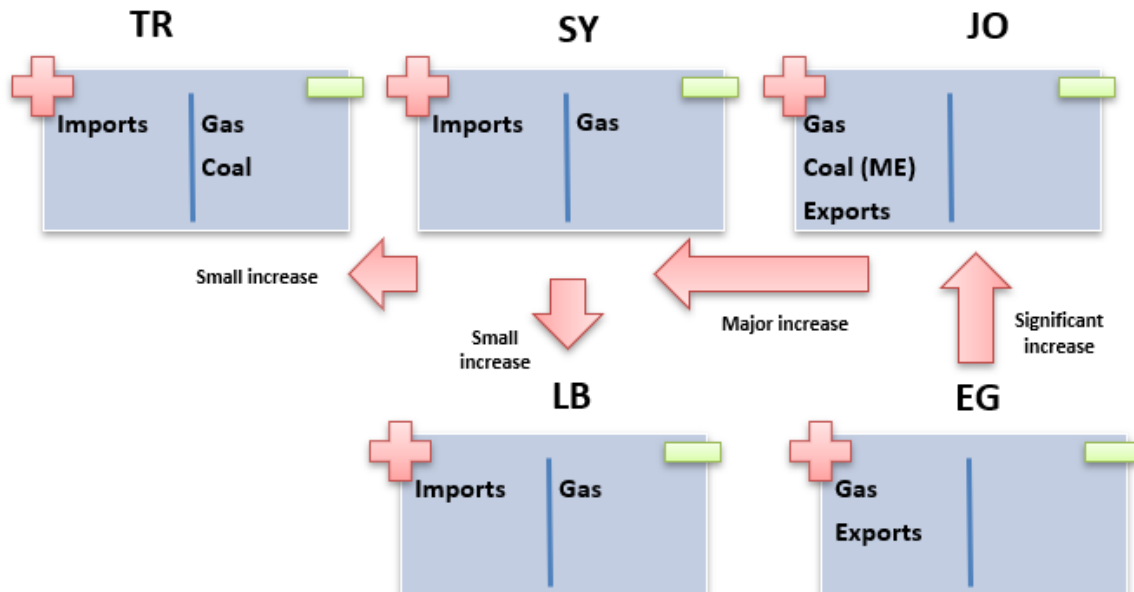 TR
SY
JO
Imports
Gas
Coal
Imports
Gas
Gas
Coal (ME)
Exports
Small increase
Small
increase
Major increase
Significant
increase
LB
EG
Imports
Gas
Gas
Exports